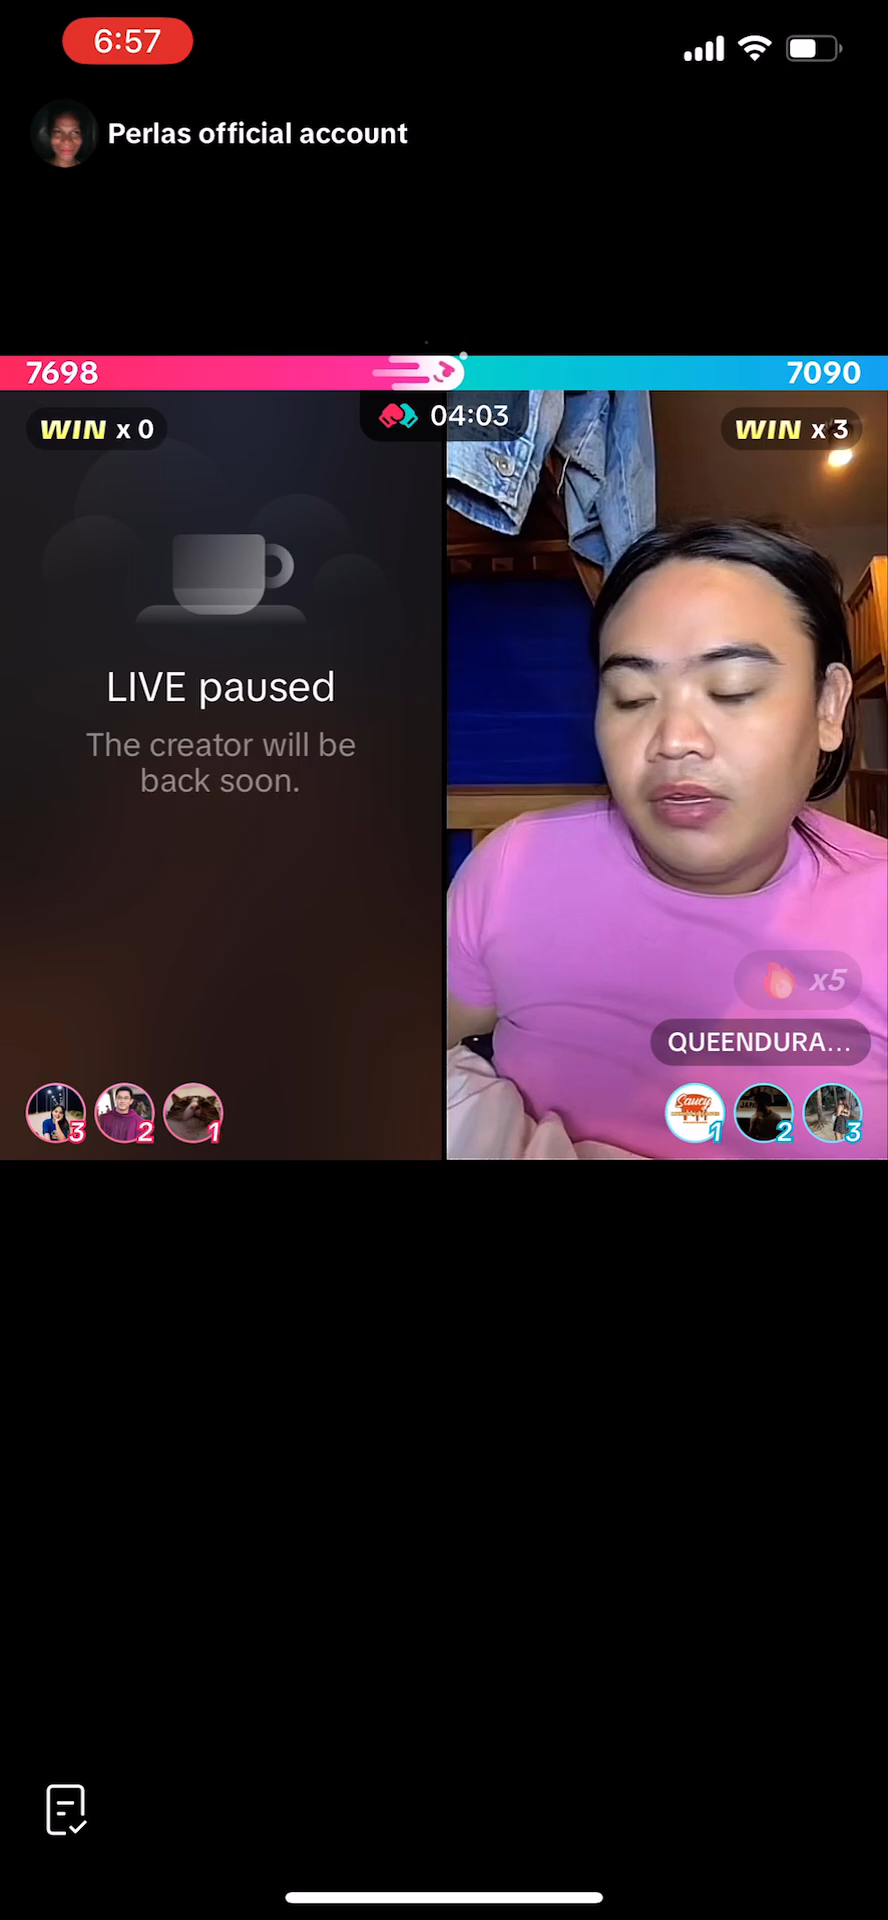 6:57
Perlas official account
7698
7090
WIN x 0
04:03
WIN x 3
LIVE paused
The creator will be
back soon.
x5
QUEENDURA...
3
2
1
Saucy
1
2
3